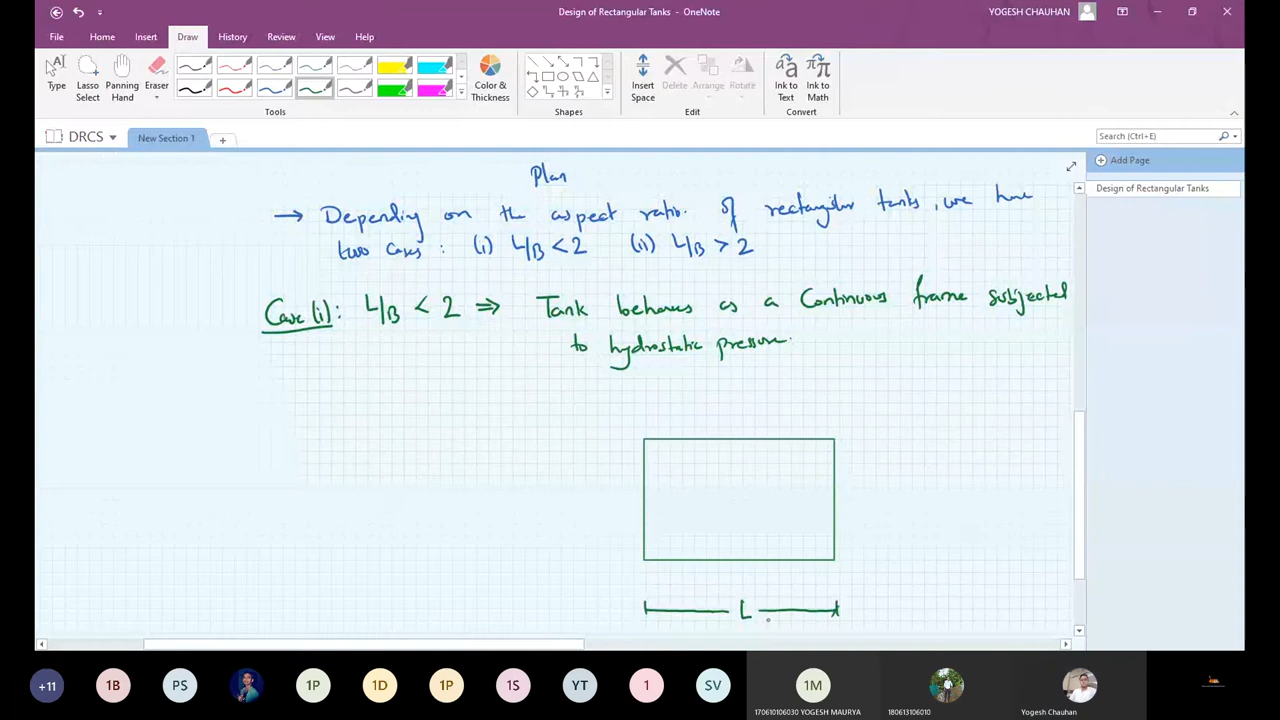 Design of Rectangular Tanks - OneNote
YOGESH CHAUHAN
File Home Insert Draw History Review View Help
Type
Lasso Select
Panning Hand
Eraser
Color & Thickness
Insert Space
Delete
Arrange
Rotate
Ink to Text
Ink to Math
Tools
Shapes
Edit
Convert
DRCS
New Section 1
Search (Ctrl+E)
Add Page
Design of Rectangular Tanks
Plan
→ Depending on the aspect ratio. of rectangular tanks, we have
two cases : (i) L/B < 2 (ii) L/B > 2
Case (i): L/B < 2 ⇒ Tank behaves as a Continuous frame subjected
to hydrostatic pressure.
L
+11 1B PS 1P 1D 1P 1S YT 1 SV 1M
170610106030 YOGESH MAURYA
180613106010
Yogesh Chauhan